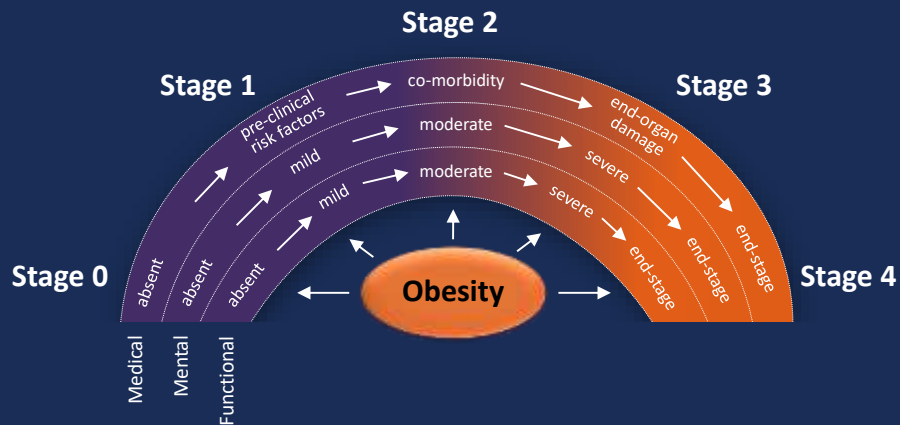 Stage 2
Stage 1
Stage 3
Stage 0
Stage 4
absent
pre-clinical
risk factors
co-morbidity
end-organ
damage
end-stage
absent
mild
moderate
severe
end-stage
absent
mild
moderate
severe
end-stage
Obesity
Medical
Mental
Functional